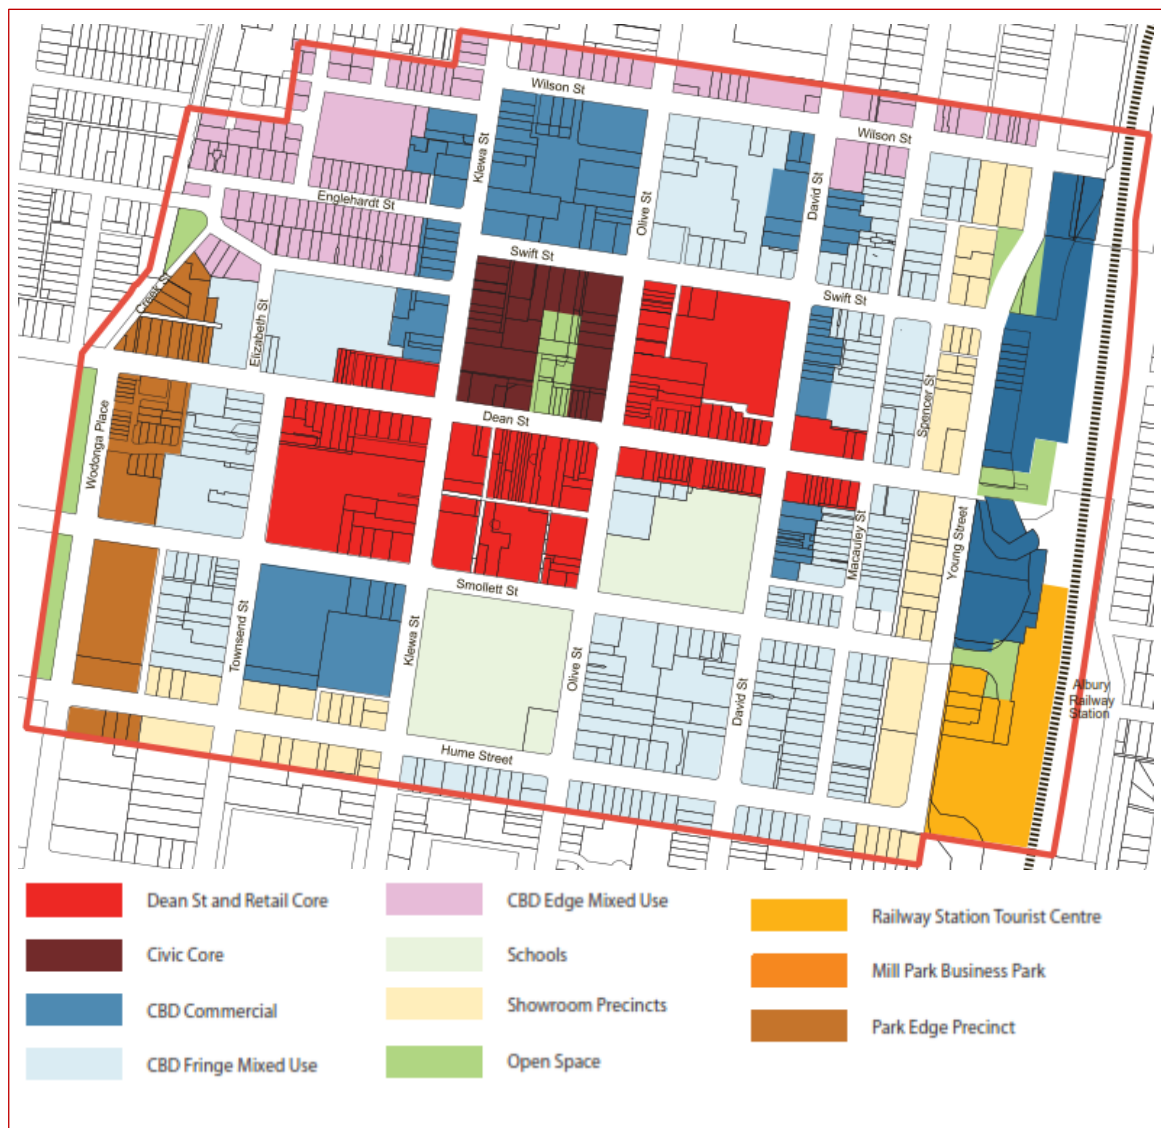 Wilson St
Wilson St
Klewa St
Olive St
David St
Englehardt St
Swift St
Swift St
Creek St
Elizabeth St
Spencer St
Dean St
Wodonga Place
Macauley St
Young Street
Smollett St
Townsend St
Klewa St
Olive St
David St
Albury
Railway
Station
Hume Street
Dean St and Retail Core
Civic Core
CBD Commercial
CBD Fringe Mixed Use
CBD Edge Mixed Use
Schools
Showroom Precincts
Open Space
Railway Station Tourist Centre
Mill Park Business Park
Park Edge Precinct